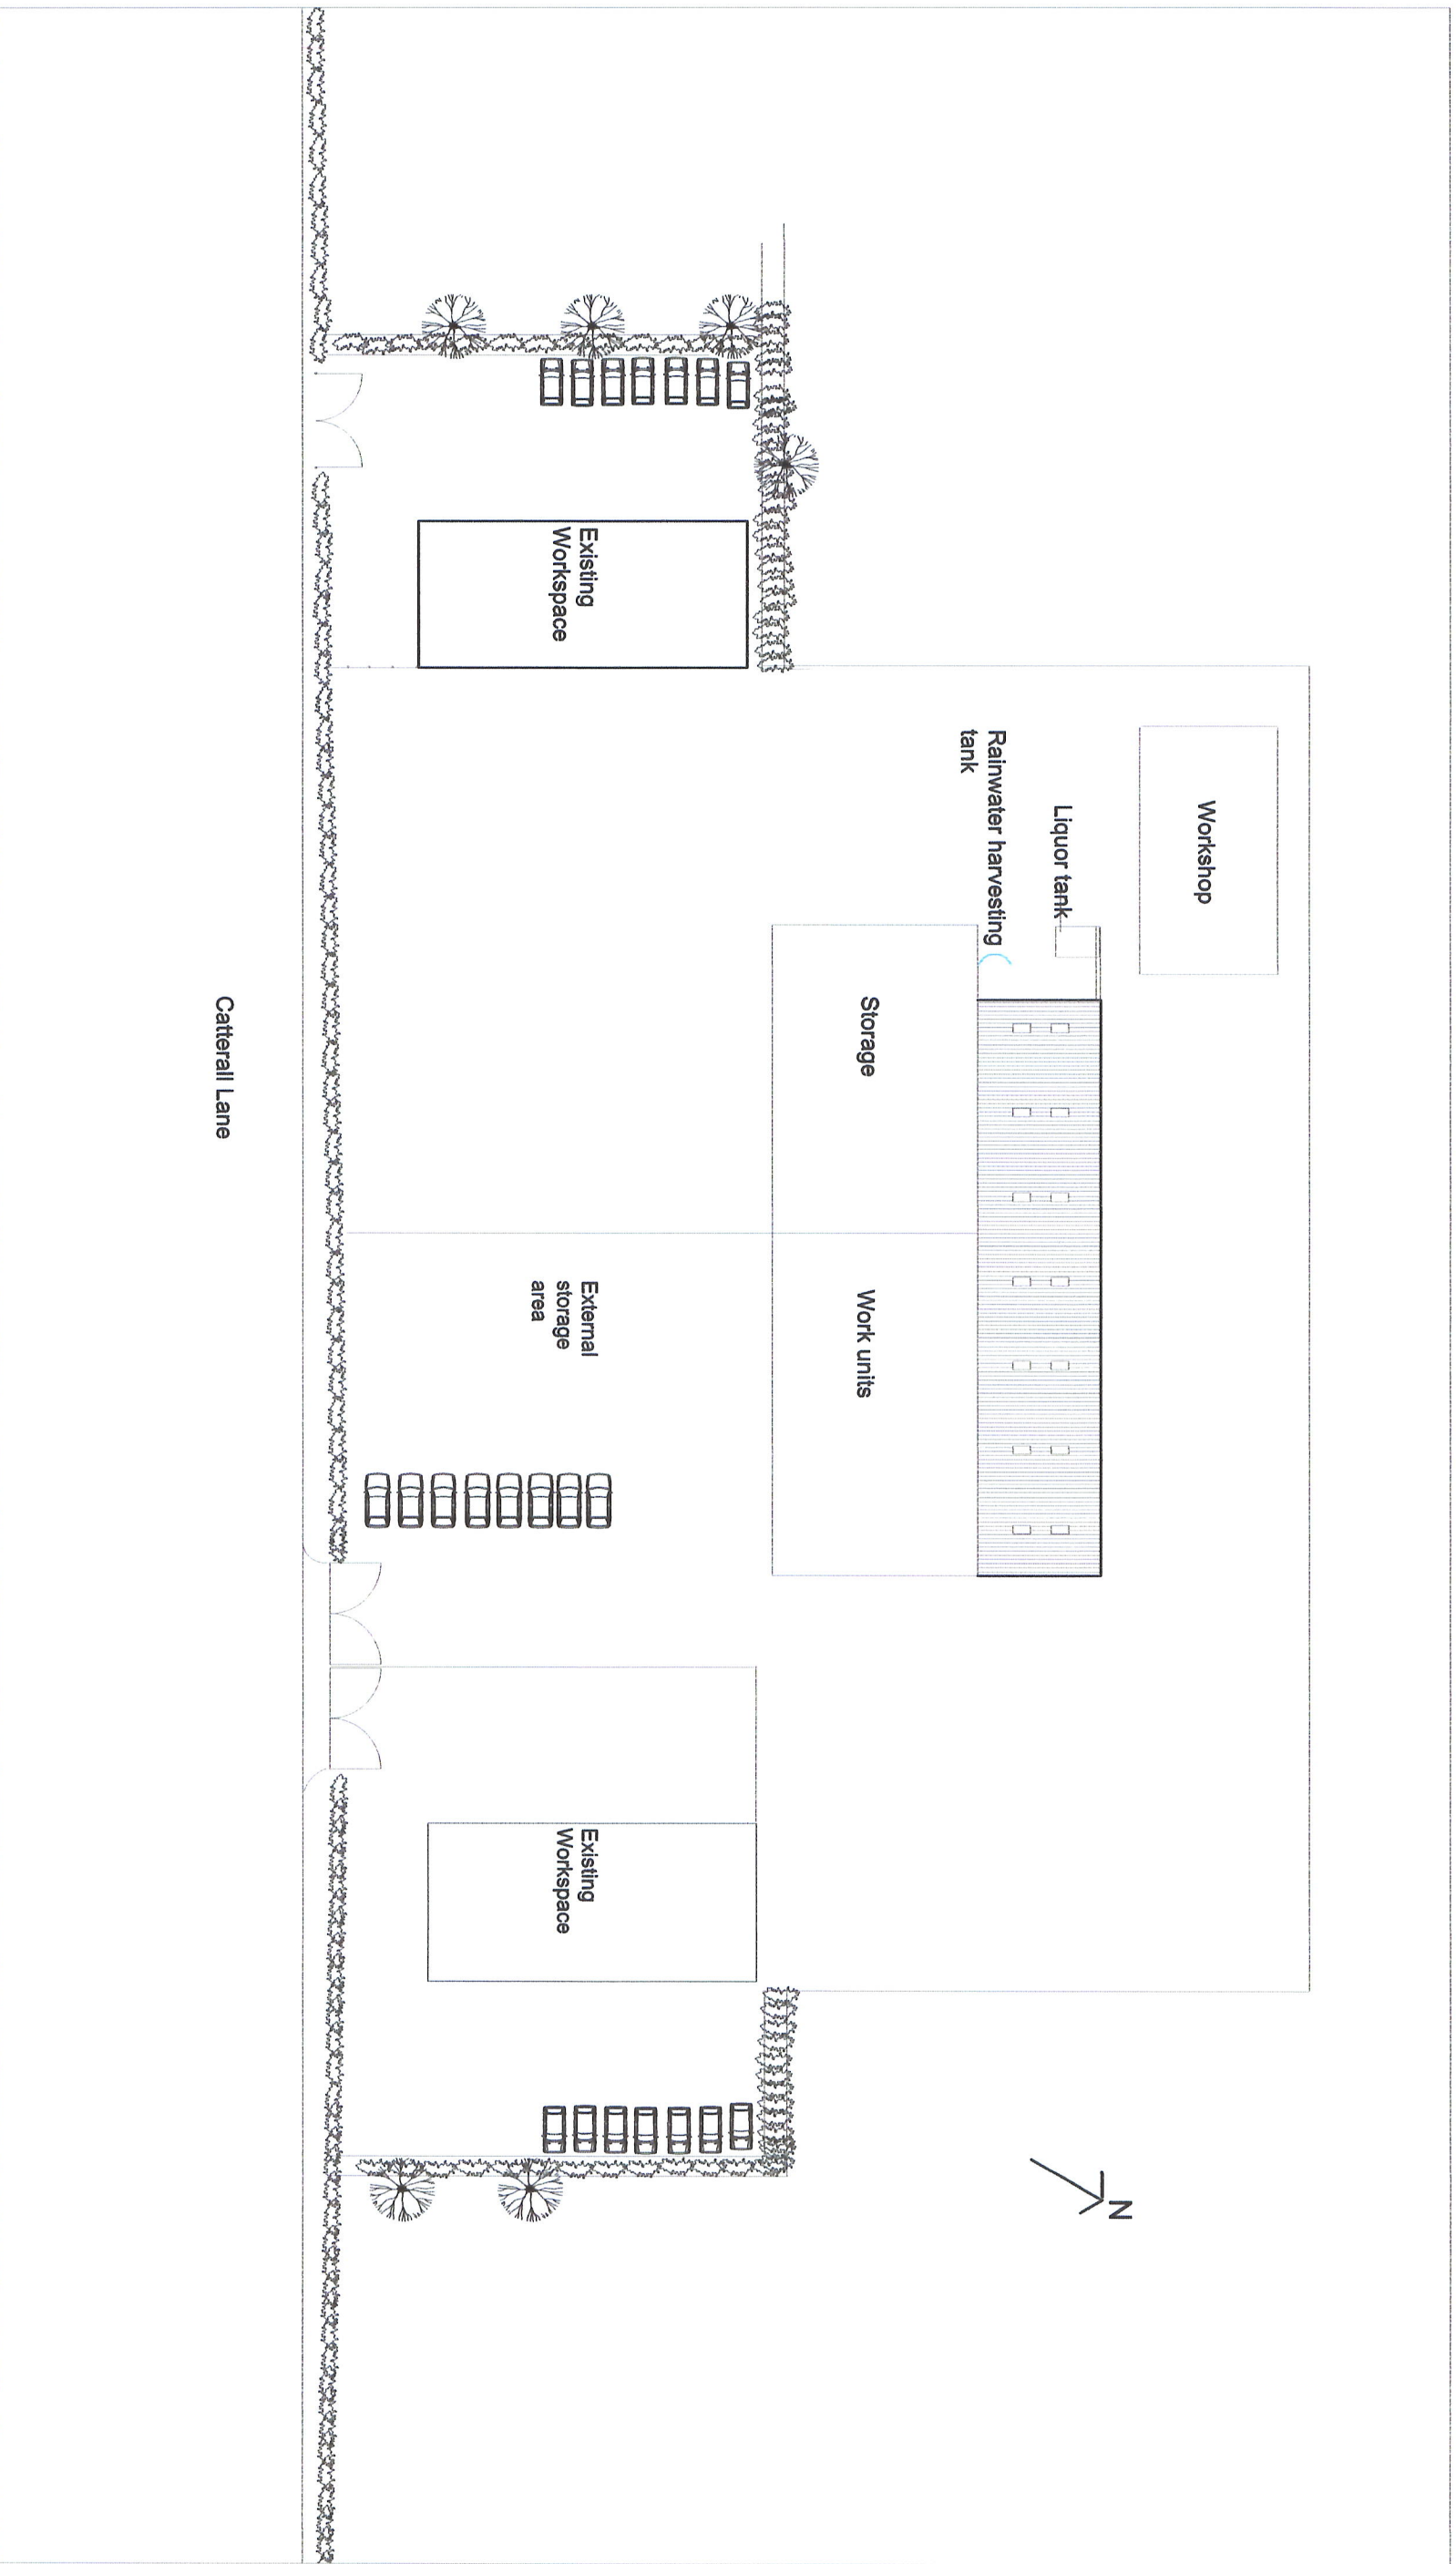 Workshop
Liquor tank
Rainwater harvesting
tank
Storage
Work units
Existing
Workspace
External
storage
area
Existing
Workspace
Catterall Lane
N